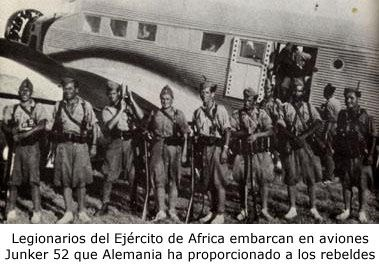 Legionarios del Ejército de Africa embarcan en aviones
Junker 52 que Alemania ha proporcionado a los rebeldes